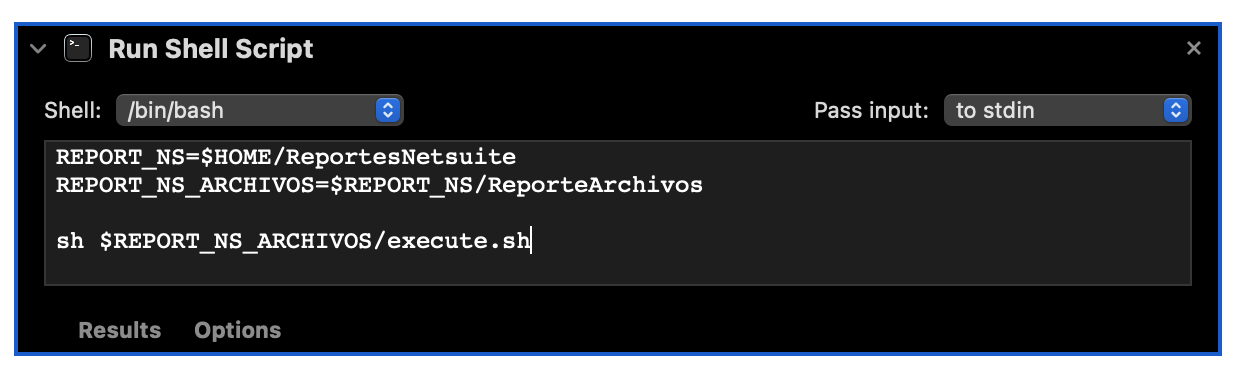 Run Shell Script
Shell: /bin/bash Pass input: to stdin
REPORT_NS=$HOME/ReportesNetsuite
REPORT_NS_ARCHIVOS=$REPORT_NS/ReporteArchivos
sh $REPORT_NS_ARCHIVOS/execute.sh
Results Options